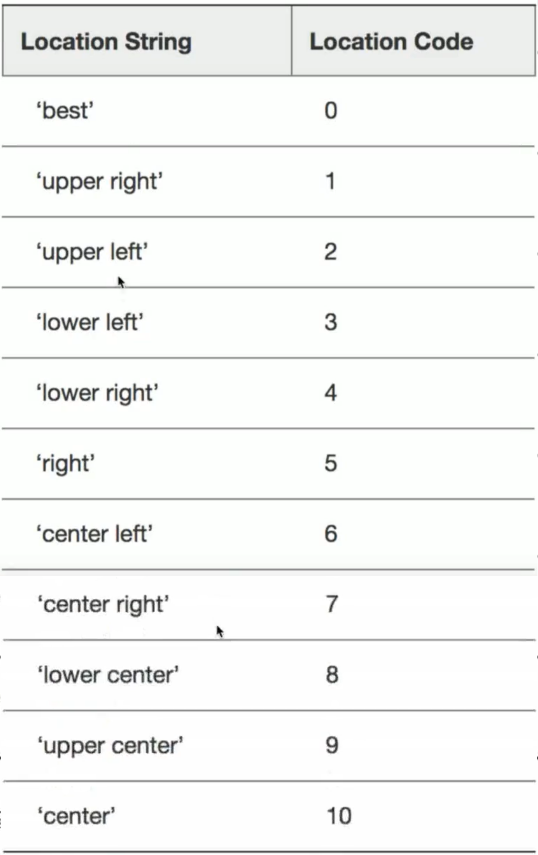 Location String Location Code
‘best’ 0
‘upper right’ 1
‘upper left’ 2
‘lower left’ 3
‘lower right’ 4
‘right’ 5
‘center left’ 6
‘center right’ 7
‘lower center’ 8
‘upper center’ 9
‘center’ 10